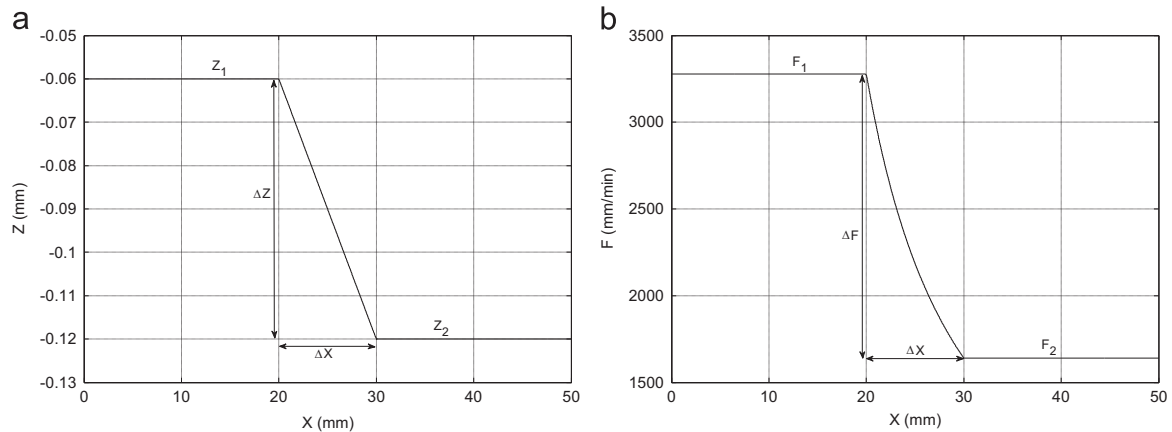 a
-0.05
-0.06
-0.07
-0.08
-0.09
-0.1
-0.11
-0.12
-0.13
Z (mm)
Z1
ΔZ
Z2
ΔX
0 10 20 30 40 50
X (mm)
b
3500
3000
2500
2000
1500
F (mm/min)
F1
ΔF
ΔX
F2
0 10 20 30 40 50
X (mm)